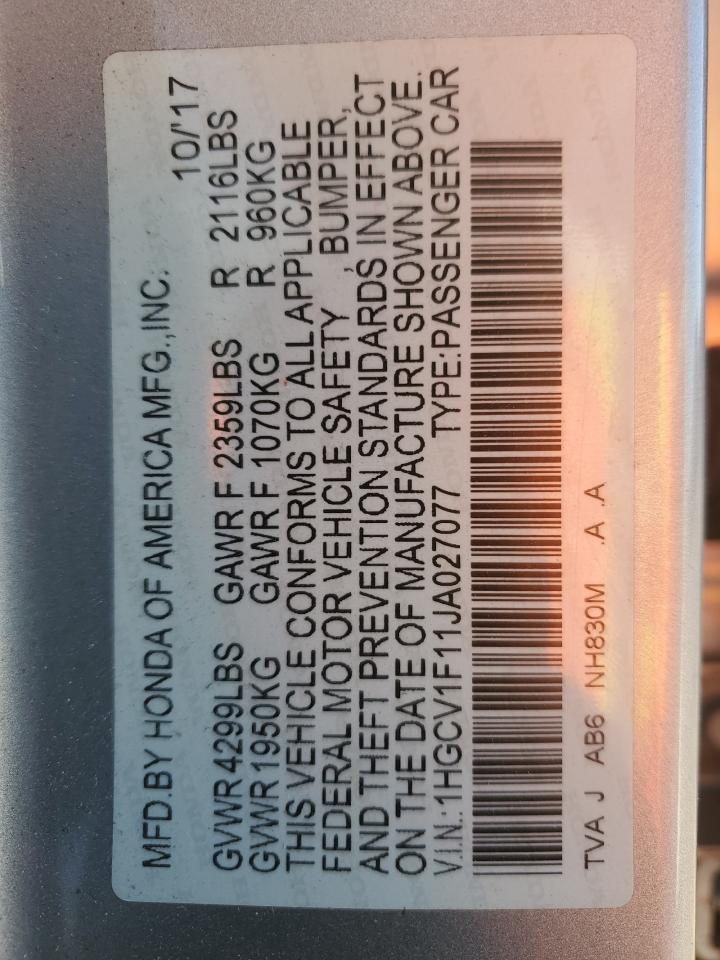 MFD.BY HONDA OF AMERICA MFG.,INC. 10/'17
GVWR 4299LBS GAWR F 2359LBS R 2116LBS
GVWR 1950KG GAWR F 1070KG R 960KG
THIS VEHICLE CONFORMS TO ALL APPLICABLE
FEDERAL MOTOR VEHICLE SAFETY , BUMPER,
AND THEFT PREVENTION STANDARDS IN EFFECT
ON THE DATE OF MANUFACTURE SHOWN ABOVE.
V.I.N.:1HGCV1F11JA027077 TYPE:PASSENGER CAR
TVA J AB6 NH830M .A .A